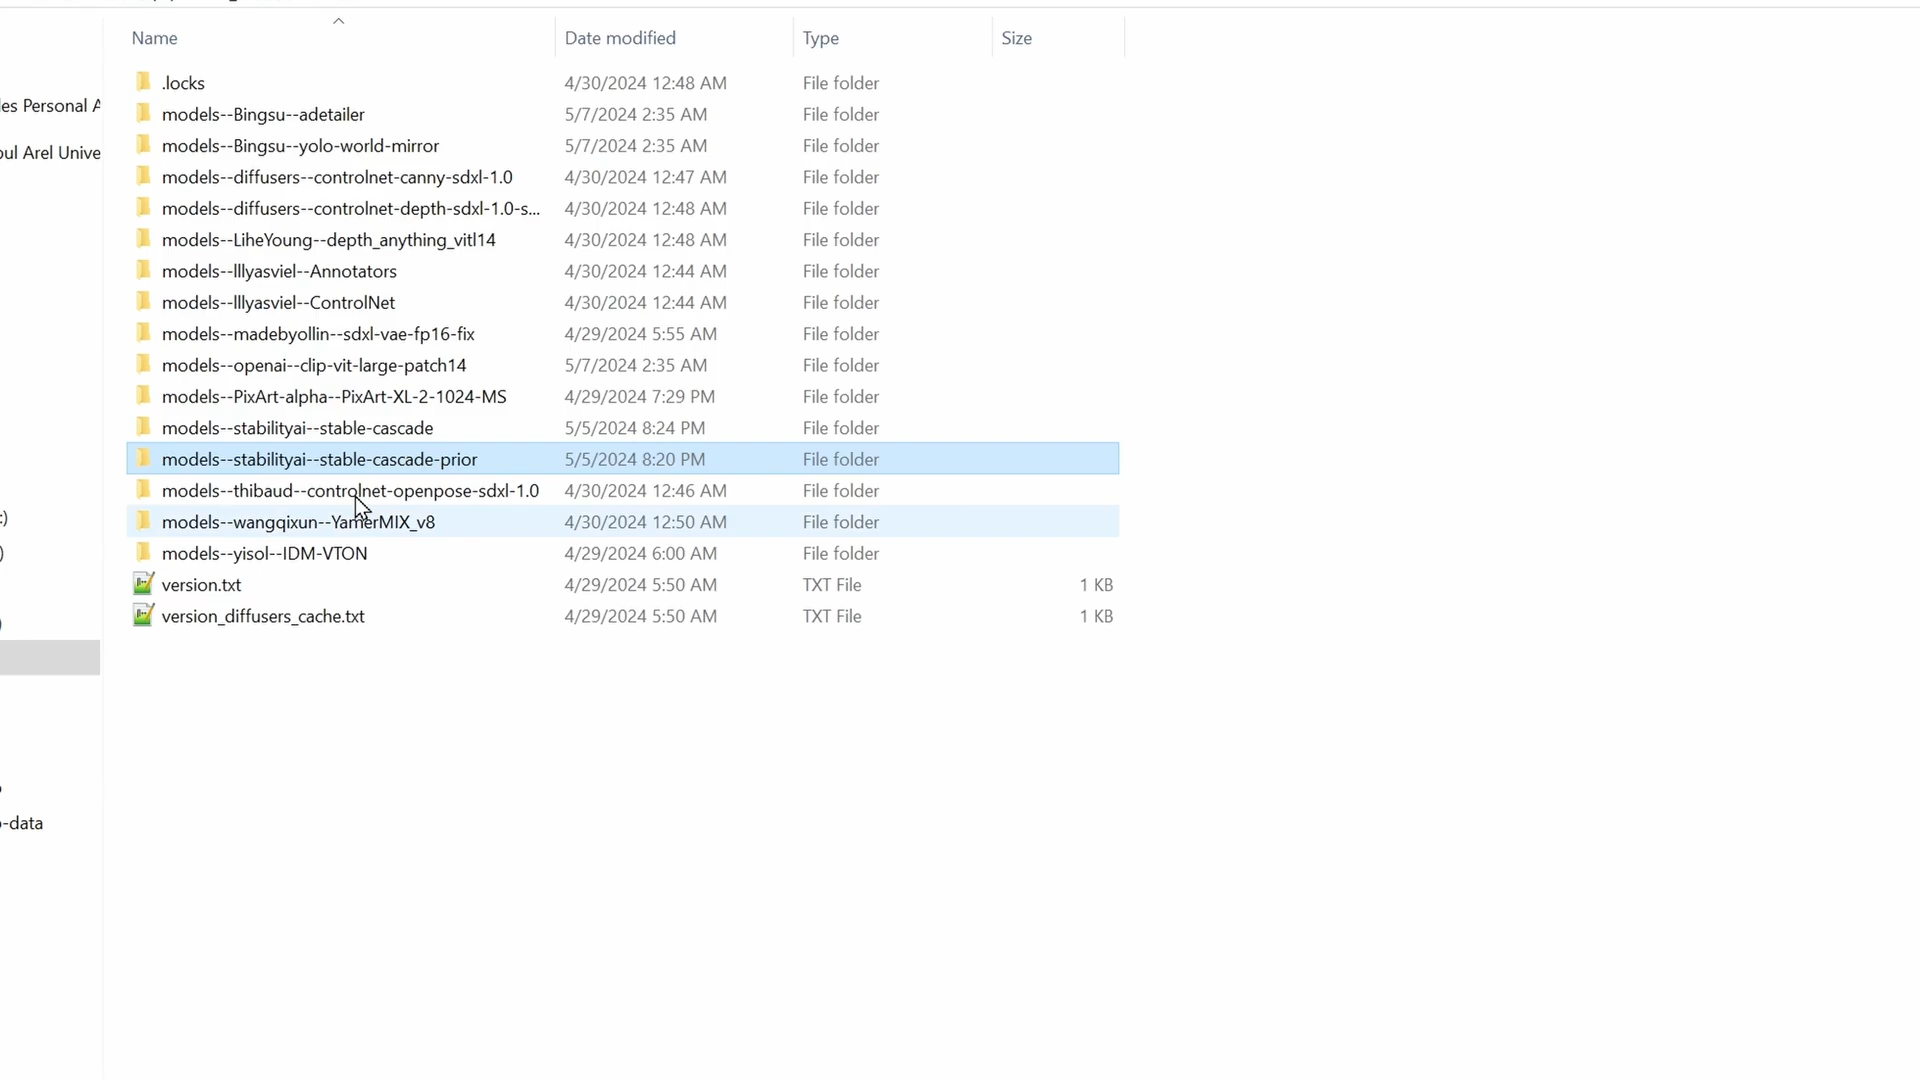 Name Date modified Type Size
.locks 4/30/2024 12:48 AM File folder
models--Bingsu--adetailer 5/7/2024 2:35 AM File folder
models--Bingsu--yolo-world-mirror 5/7/2024 2:35 AM File folder
models--diffusers--controlnet-canny-sdxl-1.0 4/30/2024 12:47 AM File folder
models--diffusers--controlnet-depth-sdxl-1.0-s... 4/30/2024 12:48 AM File folder
models--LiheYoung--depth_anything_vitl14 4/30/2024 12:48 AM File folder
models--lllyasviel--Annotators 4/30/2024 12:44 AM File folder
models--lllyasviel--ControlNet 4/30/2024 12:44 AM File folder
models--madebyollin--sdxl-vae-fp16-fix 4/29/2024 5:55 AM File folder
models--openai--clip-vit-large-patch14 5/7/2024 2:35 AM File folder
models--PixArt-alpha--PixArt-XL-2-1024-MS 4/29/2024 7:29 PM File folder
models--stabilityai--stable-cascade 5/5/2024 8:24 PM File folder
models--stabilityai--stable-cascade-prior 5/5/2024 8:20 PM File folder
models--thibaud--controlnet-openpose-sdxl-1.0 4/30/2024 12:46 AM File folder
models--wangqixun--YamerMIX_v8 4/30/2024 12:50 AM File folder
models--yisol--IDM-VTON 4/29/2024 6:00 AM File folder
version.txt 4/29/2024 5:50 AM TXT File 1 KB
version_diffusers_cache.txt 4/29/2024 5:50 AM TXT File 1 KB
les Personal A
oul Arel Unive
:)
)
)
-data